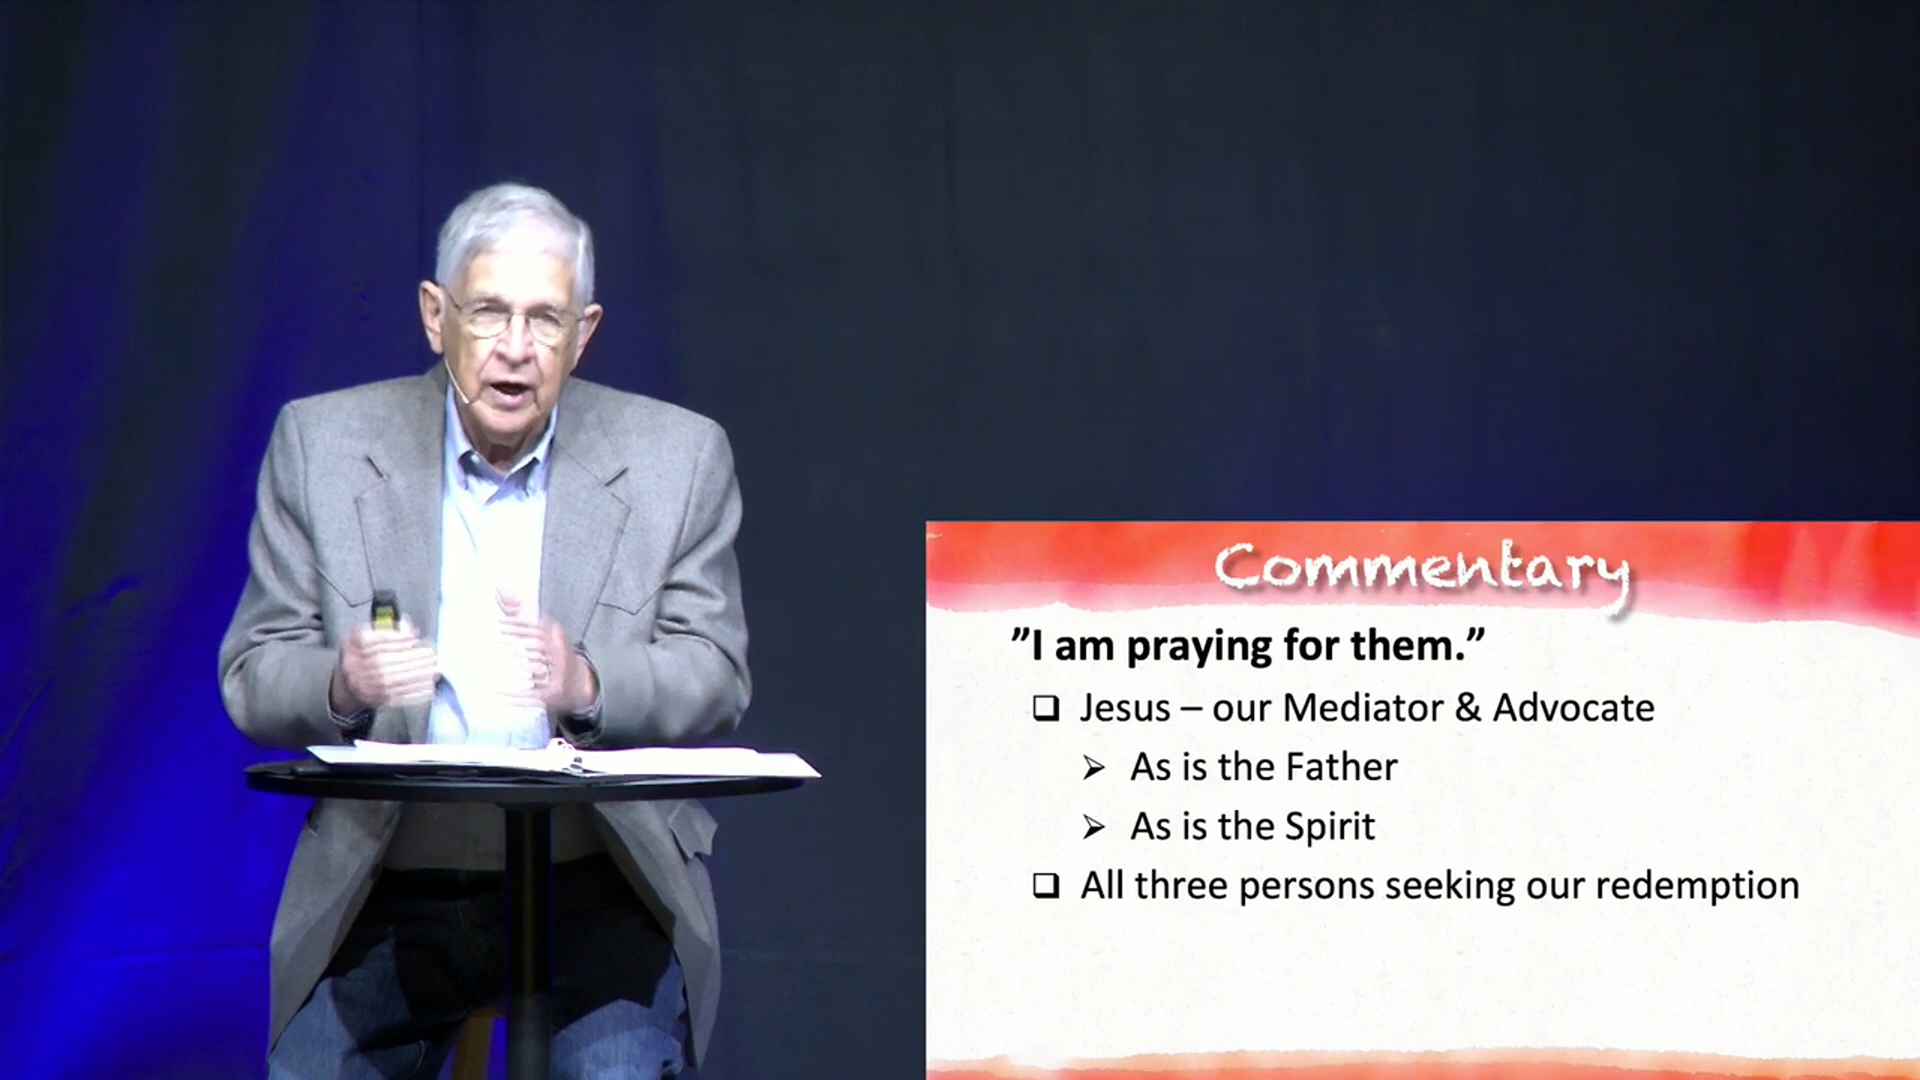 Commentary
”I am praying for them.”
❑ Jesus – our Mediator & Advocate
➢ As is the Father
➢ As is the Spirit
❑ All three persons seeking our redemption